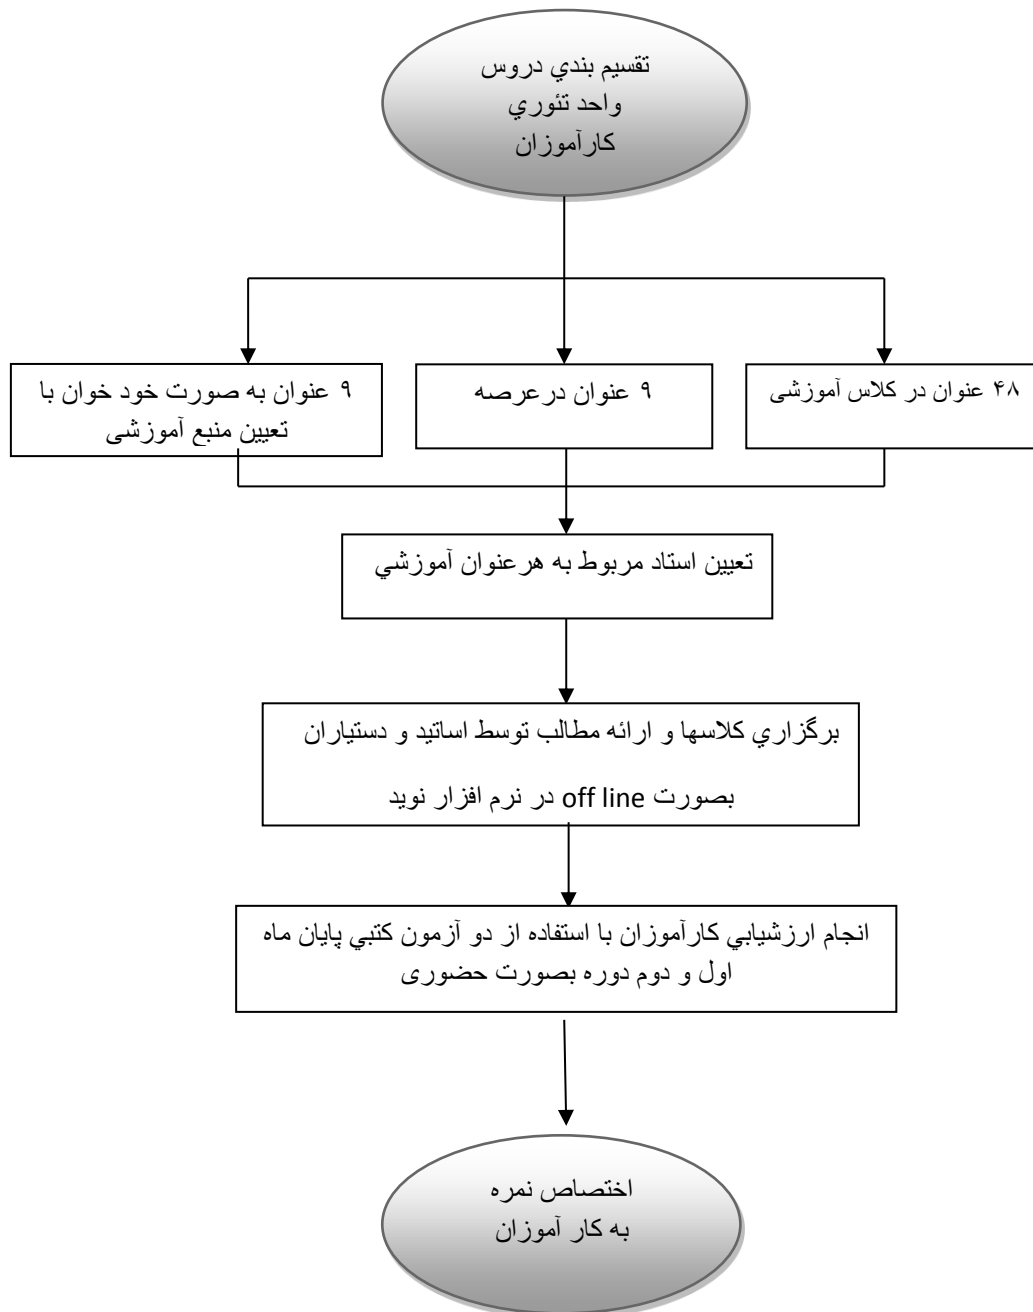 تقسيم بندي دروس
واحد تئوري
كارآموزان
۴۸ عنوان در کلاس آموزشی
۹ عنوان درعرصه
۹ عنوان به صورت خود خوان با
تعیین منبع آموزشی
تعيين استاد مربوط به هرعنوان آموزشي
برگزاري كلاسها و ارائه مطالب توسط اساتيد و دستياران
بصورت off line در نرم افزار نوید
انجام ارزشيابي كارآموزان با استفاده از دو آزمون كتبي پايان ماه
اول و دوم دوره بصورت حضوری
اختصاص نمره
به كار آموزان